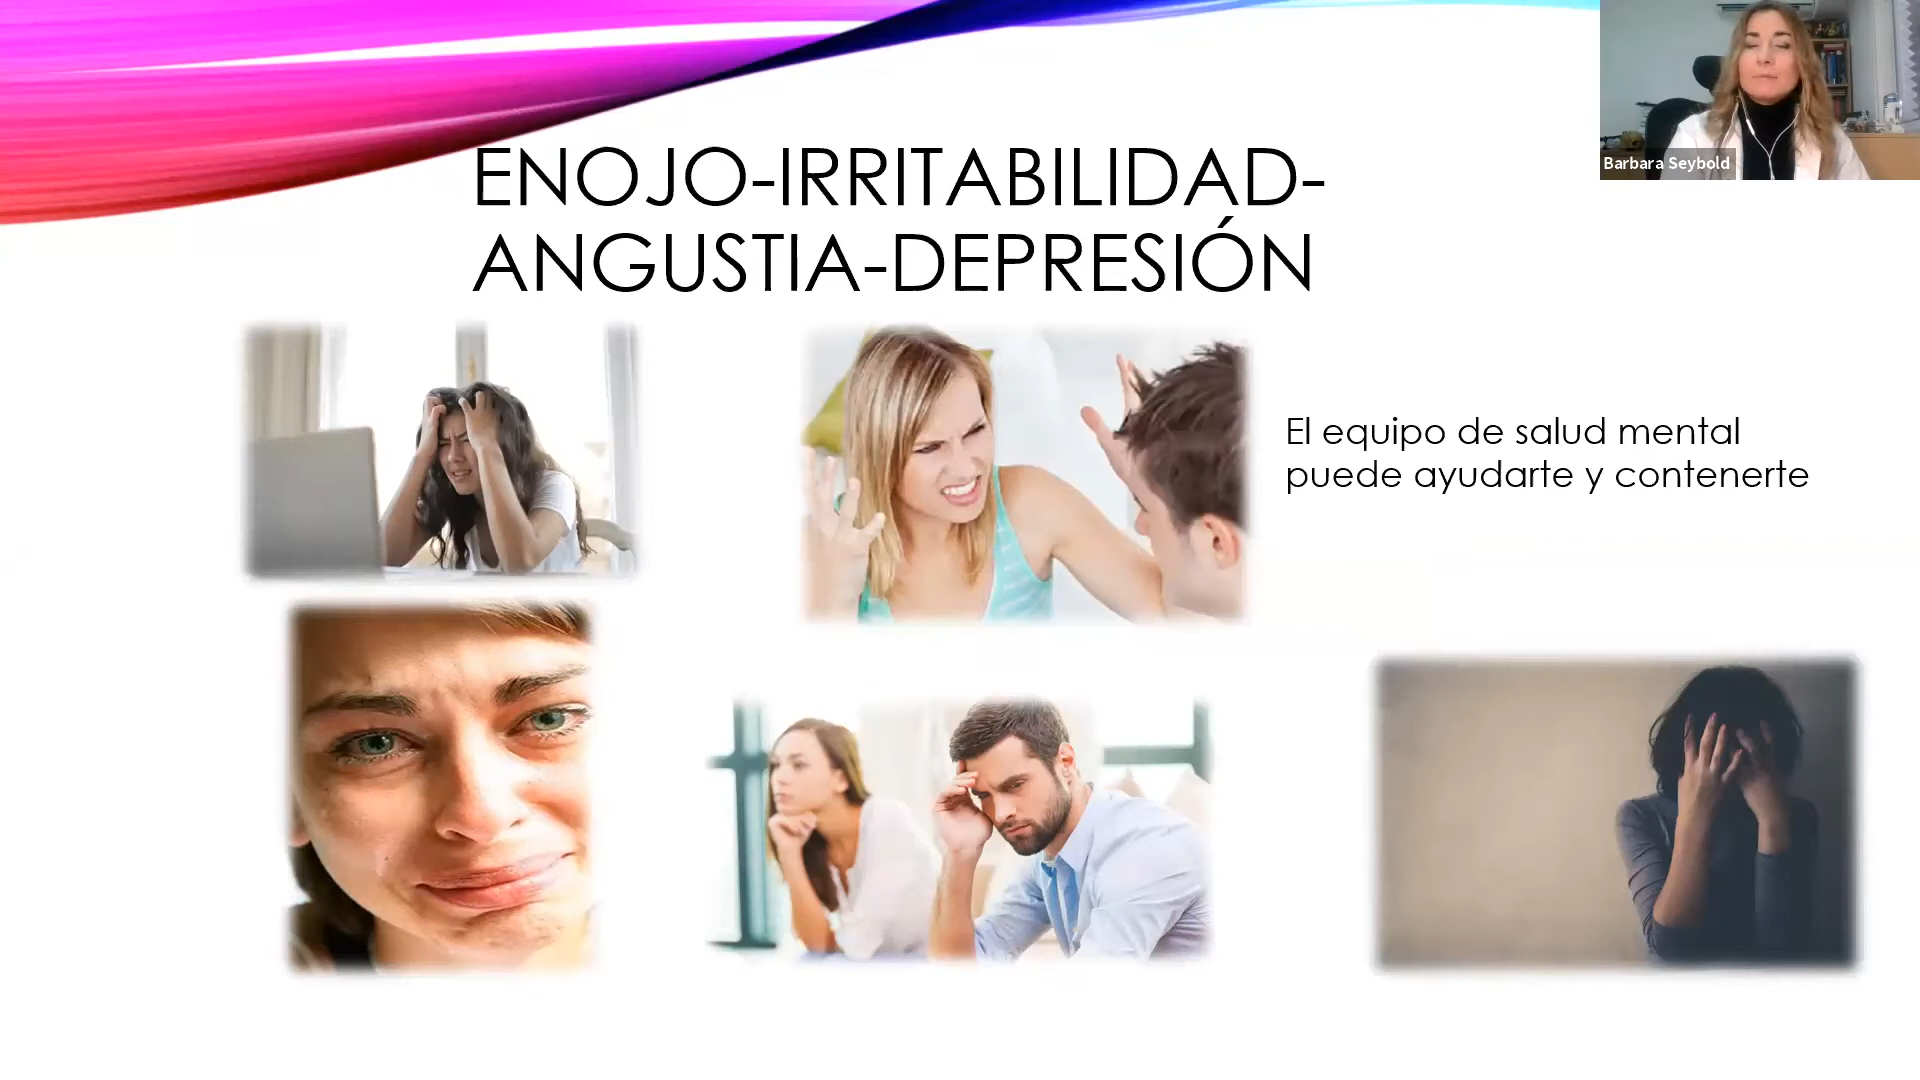 ENOJO-IRRITABILIDAD-
ANGUSTIA-DEPRESIÓN
El equipo de salud mental
puede ayudarte y contenerte
Barbara Seybold